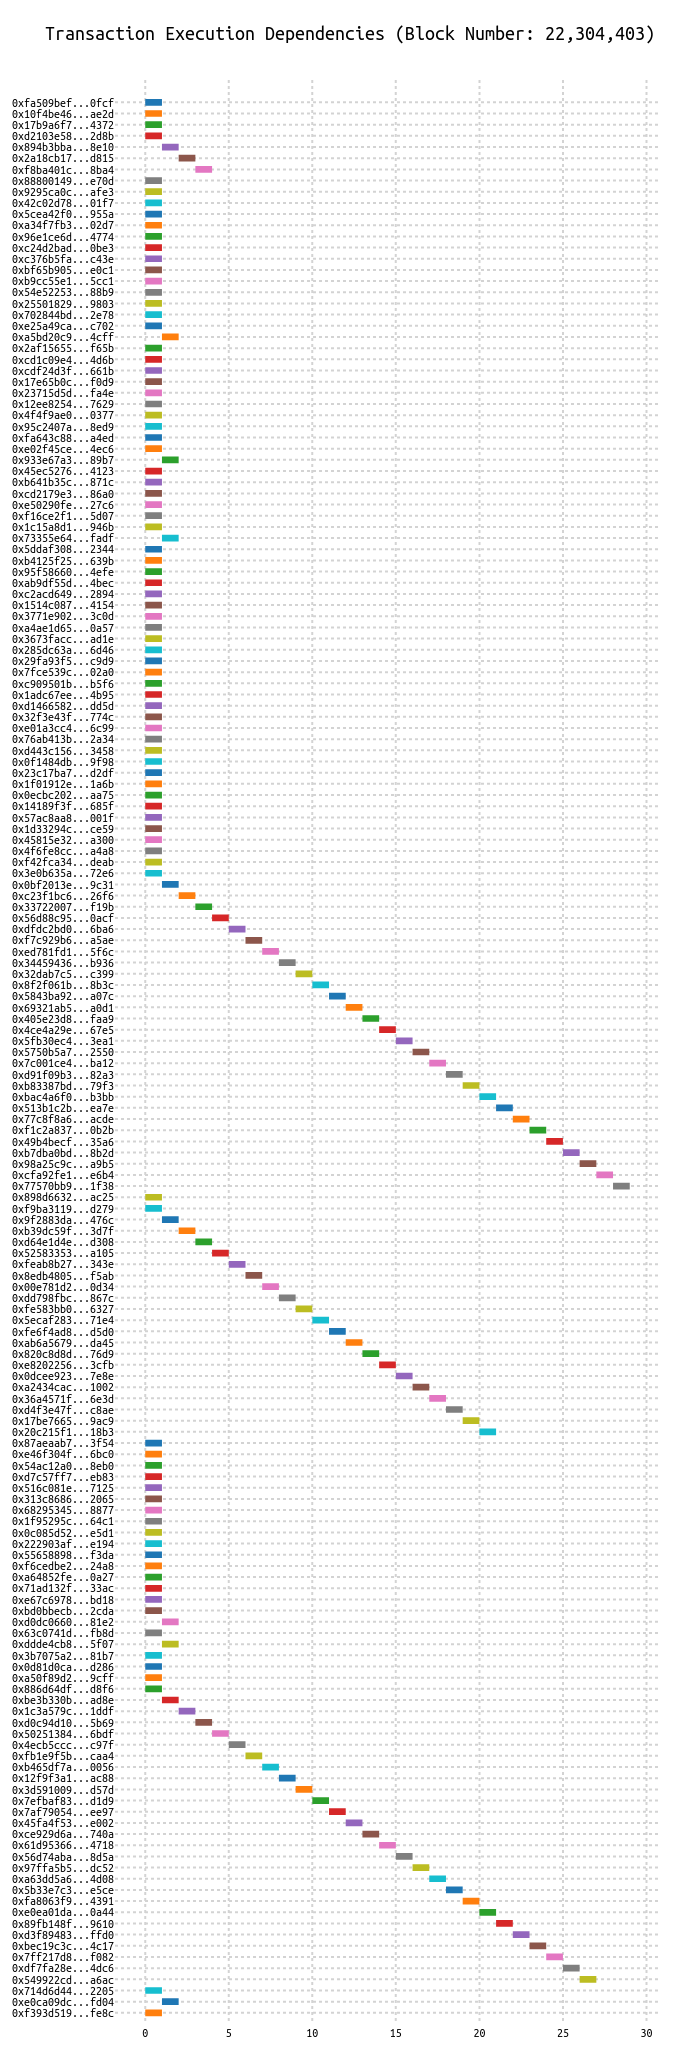 Transaction Execution Dependencies (Block Number: 22,304,403)
0xfa509bef...0fcf
0x10f4be46...ae2d
0x17b9a6f7...4372
0xd2103e58...2d8b
0x894b3bba...8e10
0x2a18cb17...d815
0xf8ba401c...8ba4
0x88800149...e70d
0x9295ca0c...afe3
0x42c02d78...01f7
0x5cea42f0...955a
0xa34f7fb3...02d7
0x96e1ce6d...4774
0xc24d2bad...0be3
0xc376b5fa...c43e
0xbf65b905...e0c1
0xb9cc55e1...5cc1
0x54e52253...88b9
0x25501829...9803
0x702844bd...2e78
0xe25a49ca...c702
0xa5bd20c9...4cff
0x2af15655...f65b
0xcd1c09e4...4d6b
0xcdf24d3f...661b
0x17e65b0c...f0d9
0x23715d5d...fa4e
0x12ee8254...7629
0x4f4f9ae0...0377
0x95c2407a...8ed9
0xfa643c88...a4ed
0xe02f45ce...4ec6
0x933e67a3...89b7
0x45ec5276...4123
0xb641b35c...871c
0xcd2179e3...86a0
0xe50290fe...27c6
0xf16ce2f1...5d07
0x1c15a8d1...946b
0x73355e64...fadf
0x5ddaf308...2344
0xb4125f25...639b
0x95f58660...4efe
0xab9df55d...4bec
0xc2acd649...2894
0x1514c087...4154
0x3771e902...3c0d
0xa4ae1d65...0a57
0x3673facc...ad1e
0x285dc63a...6d46
0x29fa93f5...c9d9
0x7fce539c...02a0
0xc909501b...b5f6
0x1adc67ee...4b95
0xd1466582...dd5d
0x32f3e43f...774c
0xe01a3cc4...6c99
0x76ab413b...2a34
0xd443c156...3458
0x0f1484db...9f98
0x23c17ba7...d2df
0x1f01912e...1a6b
0x0ecbc202...aa75
0x14189f3f...685f
0x57ac8aa8...001f
0x1d33294c...ce59
0x45815e32...a300
0x4f6fe8cc...a4a8
0xf42fca34...deab
0x3e0b635a...72e6
0x0bf2013e...9c31
0xc23f1bc6...26f6
0x33722007...f19b
0x56d88c95...0acf
0xdfdc2bd0...6ba6
0xf7c929b6...a5ae
0xed781fd1...5f6c
0x34459436...b936
0x32dab7c5...c399
0x8f2f061b...8b3c
0x5843ba92...a07c
0x69321ab5...a0d1
0x405e23d8...faa9
0x4ce4a29e...67e5
0x5fb30ec4...3ea1
0x5750b5a7...2550
0x7c001ce4...ba12
0xd91f09b3...82a3
0xb83387bd...79f3
0xbac4a6f0...b3bb
0x513b1c2b...ea7e
0x77c8f8a6...acde
0xf1c2a837...0b2b
0x49b4becf...35a6
0xb7dba0bd...8b2d
0x98a25c9c...a9b5
0xcfa92fe1...e6b4
0x77570bb9...1f38
0x898d6632...ac25
0xf9ba3119...d279
0x9f2883da...476c
0xb39dc59f...3d7f
0xd64e1d4e...d308
0x52583353...a105
0xfeab8b27...343e
0x8edb4805...f5ab
0x00e781d2...0d34
0xdd798fbc...867c
0xfe583bb0...6327
0x5ecaf283...71e4
0xfe6f4ad8...d5d0
0xab6a5679...da45
0x820c8d8d...76d9
0xe8202256...3cfb
0x0dcee923...7e8e
0xa2434cac...1002
0x36a4571f...6e3d
0xd4f3e47f...c8ae
0x17be7665...9ac9
0x20c215f1...18b3
0x87aeaab7...3f54
0xe46f304f...6bc0
0x54ac12a0...8eb0
0xd7c57ff7...eb83
0x516c081e...7125
0x313c8686...2065
0x68295345...8877
0x1f95295c...64c1
0x0c085d52...e5d1
0x222903af...e194
0x55658898...f3da
0xf6cedbe2...24a8
0xa64852fe...0a27
0x71ad132f...33ac
0xe67c6978...bd18
0xbd0bbecb...2cda
0xd0dc0660...81e2
0x63c0741d...fb8d
0xddde4cb8...5f07
0x3b7075a2...81b7
0x0d81d0ca...d286
0xa50f89d2...9cff
0x886d64df...d8f6
0xbe3b330b...ad8e
0x1c3a579c...1ddf
0xd0c94d10...5b69
0x50251384...6bdf
0x4ecb5ccc...c97f
0xfb1e9f5b...caa4
0xb465df7a...0056
0x12f9f3a1...ac88
0x3d591009...d57d
0x7efbaf83...d1d9
0x7af79054...ee97
0x45fa4f53...e002
0xce929d6a...740a
0x61d95366...4718
0x56d74aba...8d5a
0x97ffa5b5...dc52
0xa63dd5a6...4d08
0x5b33e7c3...e5ce
0xfa8063f9...4391
0xe0ea01da...0a44
0x89fb148f...9610
0xd3f89483...ffd0
0xbec19c3c...4c17
0x7ff217d8...f082
0xdf7fa28e...4dc6
0x549922cd...a6ac
0x714d6d44...2205
0xe0ca09dc...fd04
0xf393d519...fe8c
0 5 10 15 20 25 30